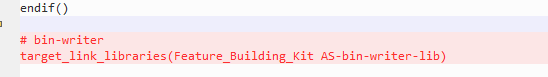 endif()
# bin-writer
target_link_libraries(Feature_Building_Kit AS-bin-writer-lib)